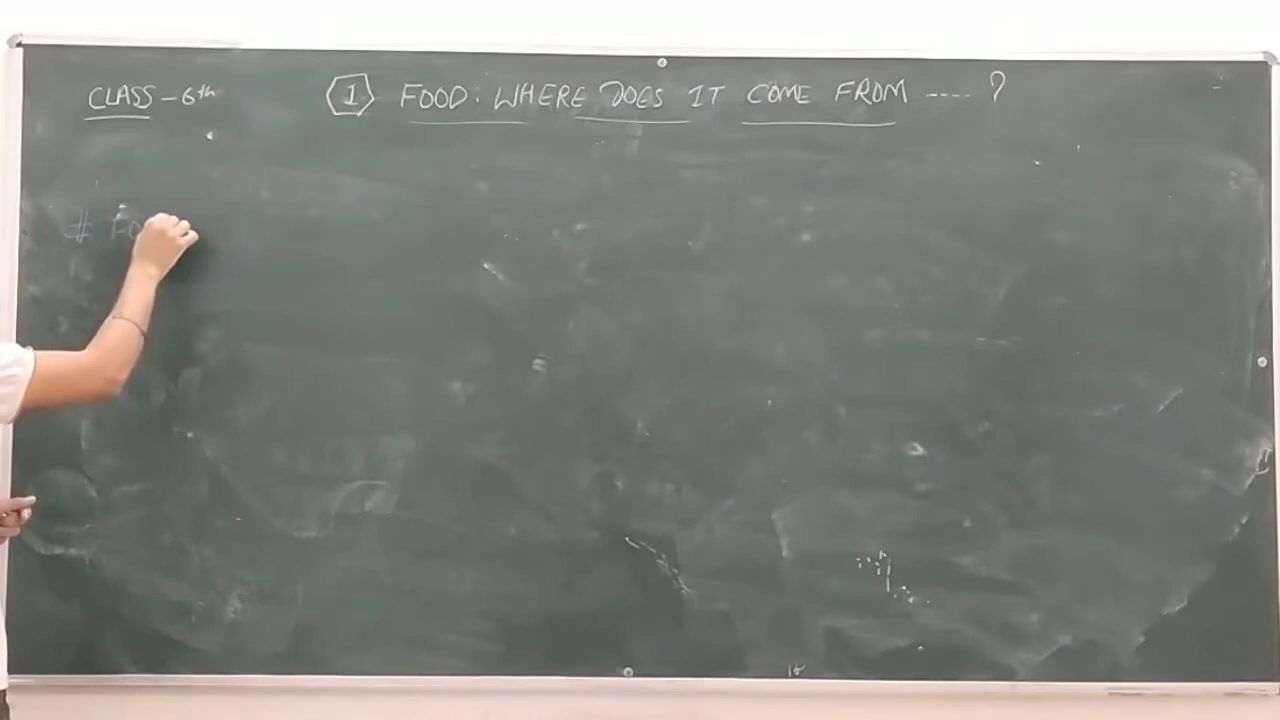 CLASS - 6th
1 FOOD: WHERE DOES IT COME FROM ---- ?
# Fo